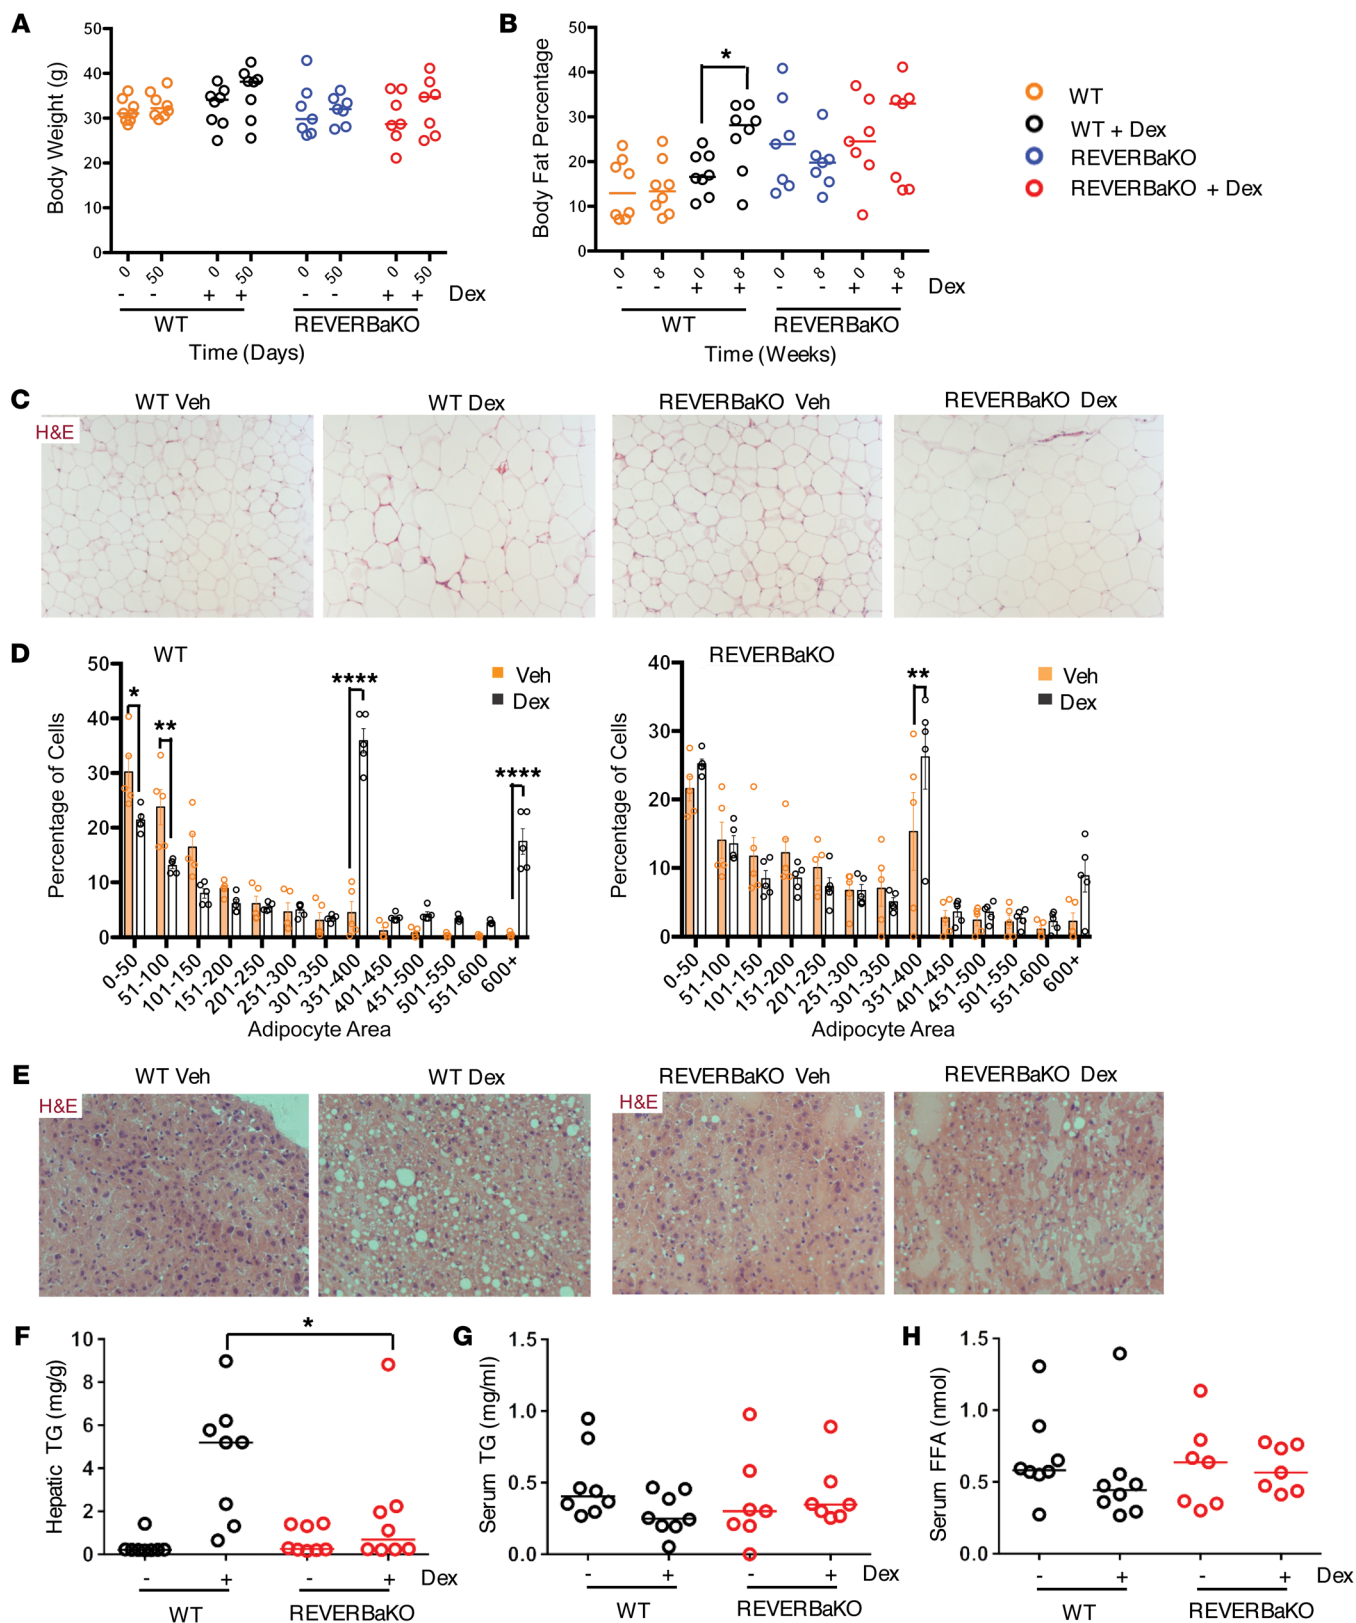 A
50
40
30
20
10
0
Body Weight (g)
0 50 0 50 0 50 0 50
- - + + - - + + Dex
WT REVERBaKO
Time (Days)
B
50
40
30
20
10
0
Body Fat Percentage
*
0 8 0 8 0 8 0 8
- - + + - - + + Dex
WT REVERBaKO
Time (Weeks)
WT
WT + Dex
REVERBaKO
REVERBaKO + Dex
C
WT Veh WT Dex REVERBaKO Veh REVERBaKO Dex
H&E
D
WT
50
40
30
20
10
0
Percentage of Cells
* ** **** ****
Veh
Dex
0-50 51-100 101-150 151-200 201-250 251-300 301-350 351-400 401-450 451-500 501-550 551-600 600+
Adipocyte Area
REVERBaKO
40
30
20
10
0
Percentage of Cells
**
Veh
Dex
0-50 51-100 101-150 151-200 201-250 251-300 301-350 351-400 401-450 451-500 501-550 551-600 600+
Adipocyte Area
E
WT Veh WT Dex REVERBaKO Veh REVERBaKO Dex
H&E H&E
F
10
8
6
4
2
0
Hepatic TG (mg/g)
*
- + - + Dex
WT REVERBaKO
G
1.5
1.0
0.5
0.0
Serum TG (mg/ml)
- + - + Dex
WT REVERBaKO
H
1.5
1.0
0.5
0.0
Serum FFA (nmol)
- + - + Dex
WT REVERBaKO